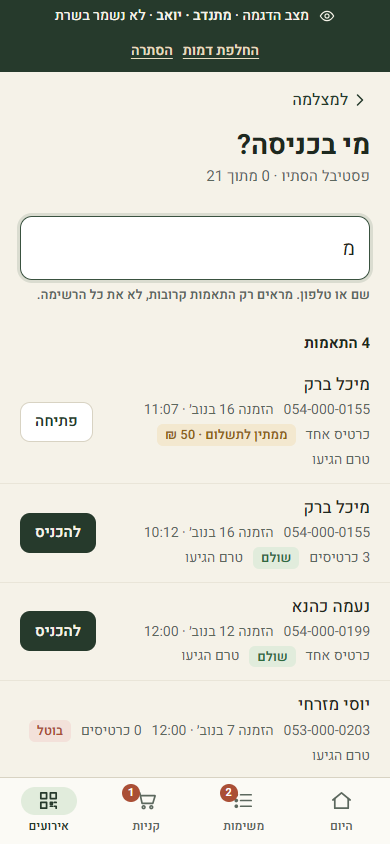 מצב הדגמה · מתנדב · יואב · לא נשמר בשרת
החלפת דמות הסתרה
למצלמה
מי בכניסה?
פסטיבל הסתיו · 0 מתוך 21
מ
שם או טלפון. מראים רק התאמות קרובות, לא את כל הרשימה.
4 התאמות
מיכל ברק
054-000-0155 הזמנה 16 בנוב׳ · 11:07
כרטיס אחד ממתין לתשלום · 50 ₪
טרם הגיעו
פתיחה
מיכל ברק
054-000-0155 הזמנה 16 בנוב׳ · 10:12
3 כרטיסים שולם טרם הגיעו
להכניס
נעמה כהנא
054-000-0199 הזמנה 12 בנוב׳ · 12:00
כרטיס אחד שולם טרם הגיעו
להכניס
יוסי מזרחי
053-000-0203 הזמנה 7 בנוב׳ · 12:00 0 כרטיסים בוטל
טרם הגיעו
היום
2 משימות
1 קניות
אירועים